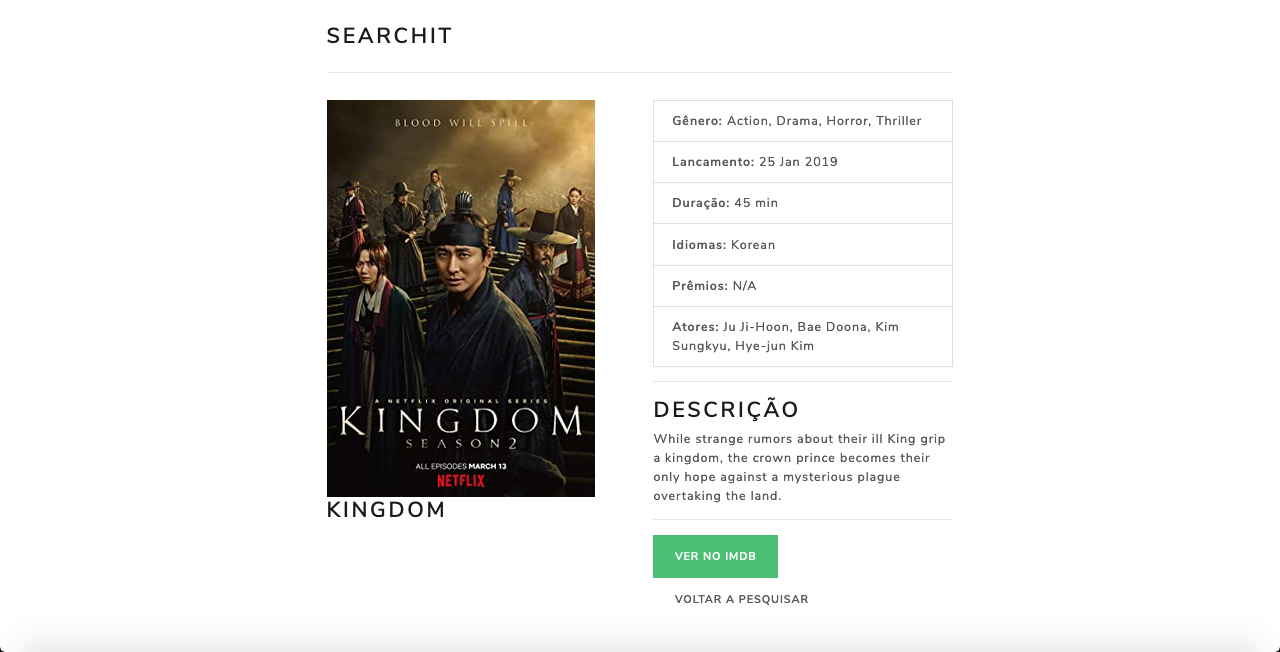 SEARCHIT
BLOOD WILL SPILL
A NETFLIX ORIGINAL SERIES
KINGDOM
SEASON 2
ALL EPISODES MARCH 13
NETFLIX
KINGDOM
Gênero: Action, Drama, Horror, Thriller
Lancamento: 25 Jan 2019
Duração: 45 min
Idiomas: Korean
Prêmios: N/A
Atores: Ju Ji-Hoon, Bae Doona, Kim
Sungkyu, Hye-jun Kim
DESCRIÇÃO
While strange rumors about their ill King grip
a kingdom, the crown prince becomes their
only hope against a mysterious plague
overtaking the land.
VER NO IMDB
VOLTAR A PESQUISAR